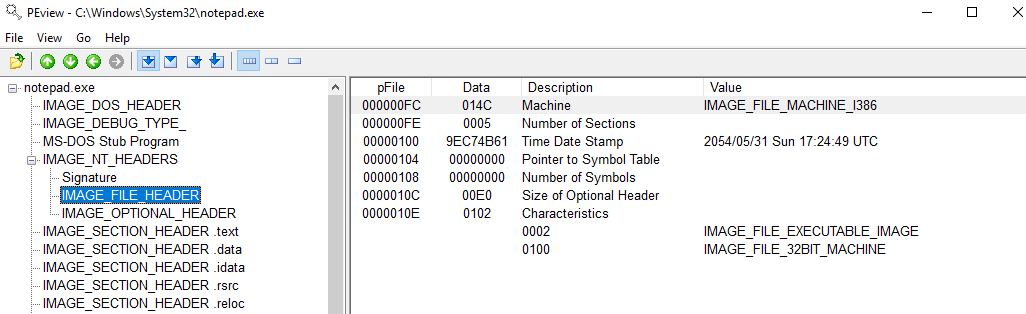 PEview - C:\Windows\System32\notepad.exe
File View Go Help
notepad.exe
IMAGE_DOS_HEADER
IMAGE_DEBUG_TYPE_
MS-DOS Stub Program
IMAGE_NT_HEADERS
Signature
IMAGE_FILE_HEADER
IMAGE_OPTIONAL_HEADER
IMAGE_SECTION_HEADER .text
IMAGE_SECTION_HEADER .data
IMAGE_SECTION_HEADER .idata
IMAGE_SECTION_HEADER .rsrc
IMAGE_SECTION_HEADER .reloc
pFile Data Description Value
000000FC 014C Machine IMAGE_FILE_MACHINE_I386
000000FE 0005 Number of Sections
00000100 9EC74B61 Time Date Stamp 2054/05/31 Sun 17:24:49 UTC
00000104 00000000 Pointer to Symbol Table
00000108 00000000 Number of Symbols
0000010C 00E0 Size of Optional Header
0000010E 0102 Characteristics
0002 IMAGE_FILE_EXECUTABLE_IMAGE
0100 IMAGE_FILE_32BIT_MACHINE